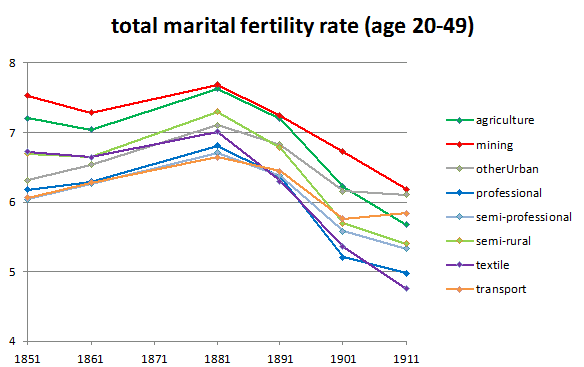 total marital fertility rate (age 20-49)
8
7
6
5
4
1851 1861 1871 1881 1891 1901 1911
agriculture
mining
otherUrban
professional
semi-professional
semi-rural
textile
transport